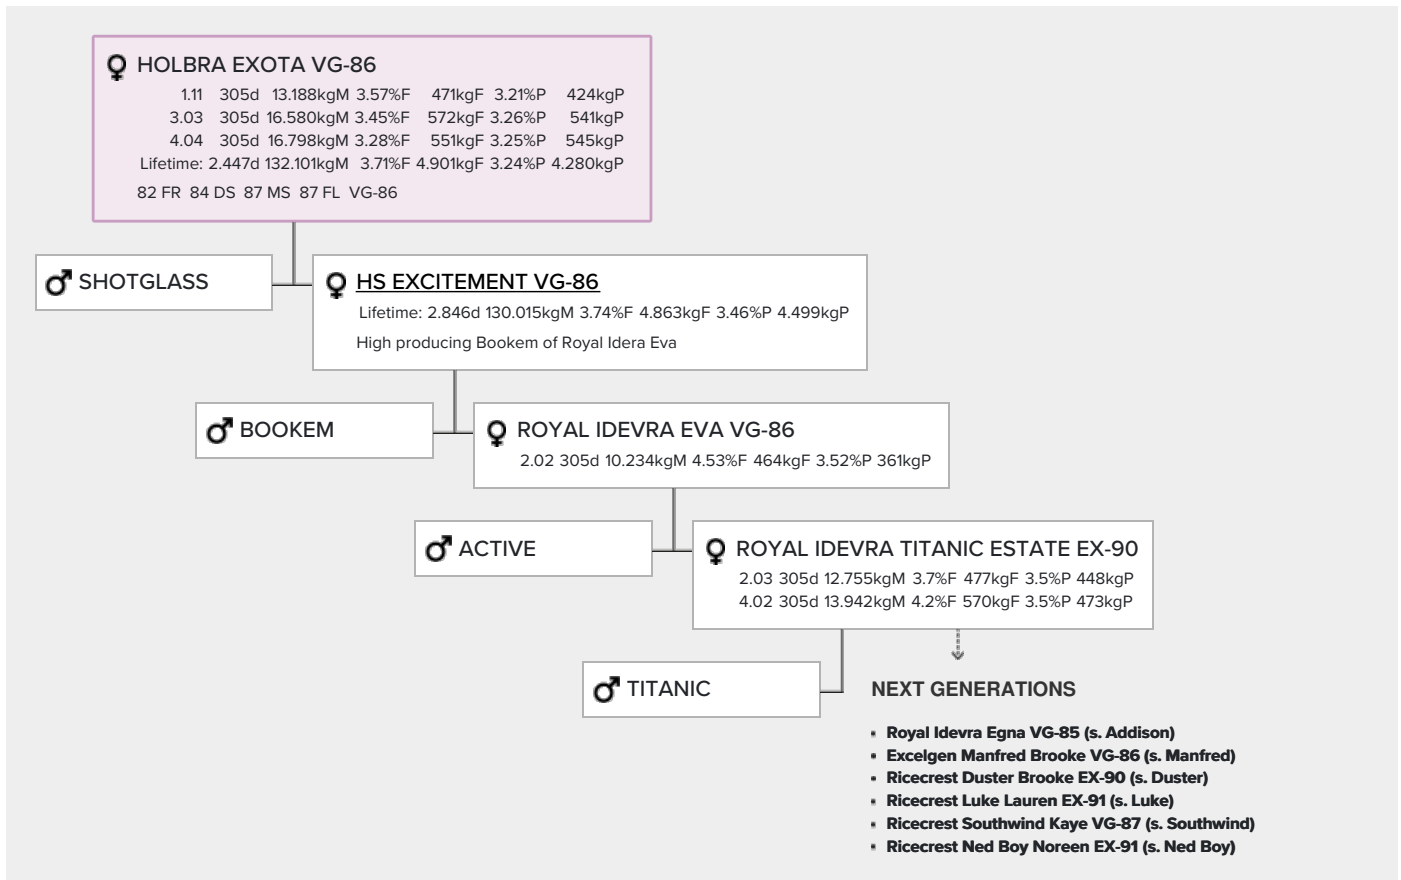 HOLBRA EXOTA VG-86
1.11 305d 13.188kgM 3.57%F 471kgF 3.21%P 424kgP
3.03 305d 16.580kgM 3.45%F 572kgF 3.26%P 541kgP
4.04 305d 16.798kgM 3.28%F 551kgF 3.25%P 545kgP
Lifetime: 2.447d 132.101kgM 3.71%F 4.901kgF 3.24%P 4.280kgP
82 FR 84 DS 87 MS 87 FL VG-86
SHOTGLASS
HS EXCITEMENT VG-86
Lifetime: 2.846d 130.015kgM 3.74%F 4.863kgF 3.46%P 4.499kgP
High producing Bookem of Royal Idera Eva
BOOKEM
ROYAL IDEVRA EVA VG-86
2.02 305d 10.234kgM 4.53%F 464kgF 3.52%P 361kgP
ACTIVE
ROYAL IDEVRA TITANIC ESTATE EX-90
2.03 305d 12.755kgM 3.7%F 477kgF 3.5%P 448kgP
4.02 305d 13.942kgM 4.2%F 570kgF 3.5%P 473kgP
TITANIC
NEXT GENERATIONS
Royal Idevra Egna VG-85 (s. Addison)
Excelgen Manfred Brooke VG-86 (s. Manfred)
Ricecrest Duster Brooke EX-90 (s. Duster)
Ricecrest Luke Lauren EX-91 (s. Luke)
Ricecrest Southwind Kaye VG-87 (s. Southwind)
Ricecrest Ned Boy Noreen EX-91 (s. Ned Boy)